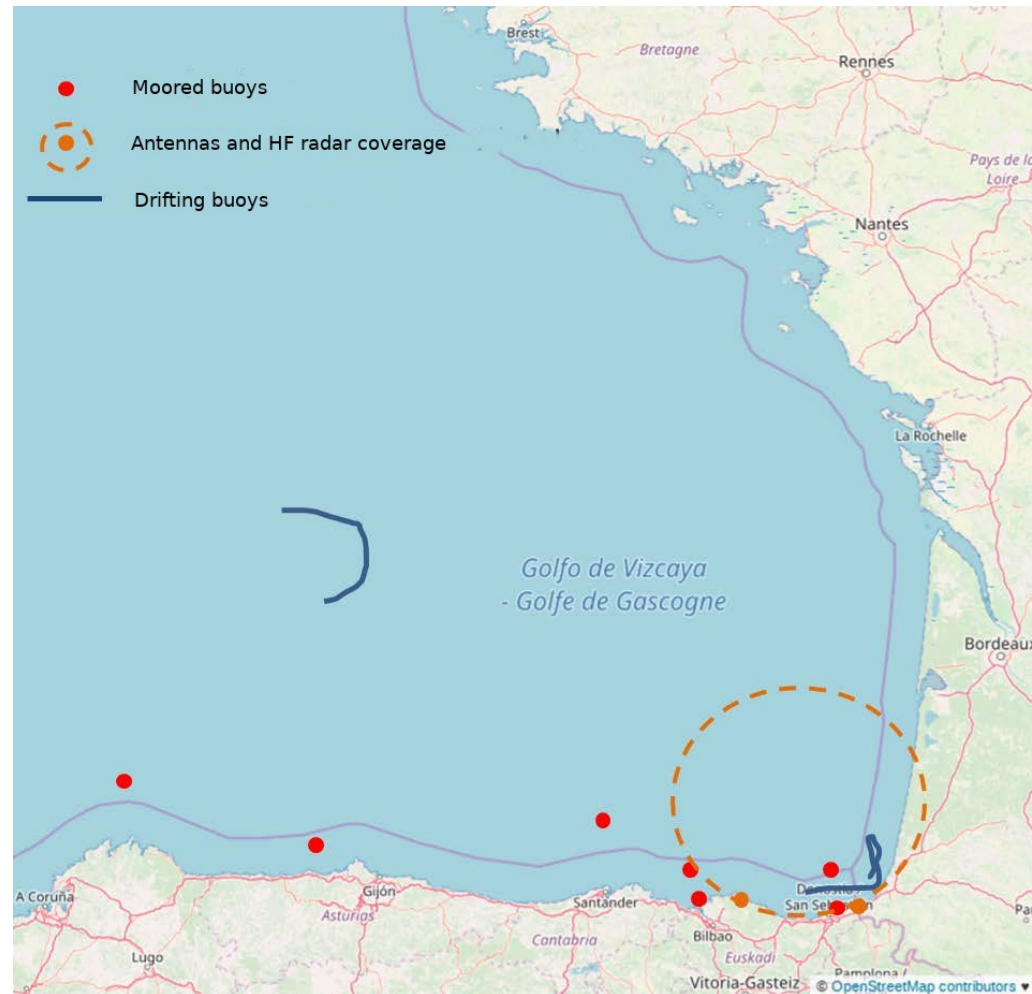 Brest
Bretagne
Rennes
Moored buoys
Antennas and HF radar coverage
Pays de la
Loire
Drifting buoys
Nantes
La Rochelle
Golfo de Vizcaya
- Golfe de Gascogne
Bordeaux
A Coruña
Gijón
Santander
San
Asturias
Bilbao
Cantabria
Lugo
Euskadi
Vitoria-Gasteiz
Pamplona /
© OpenStreetMap contributors